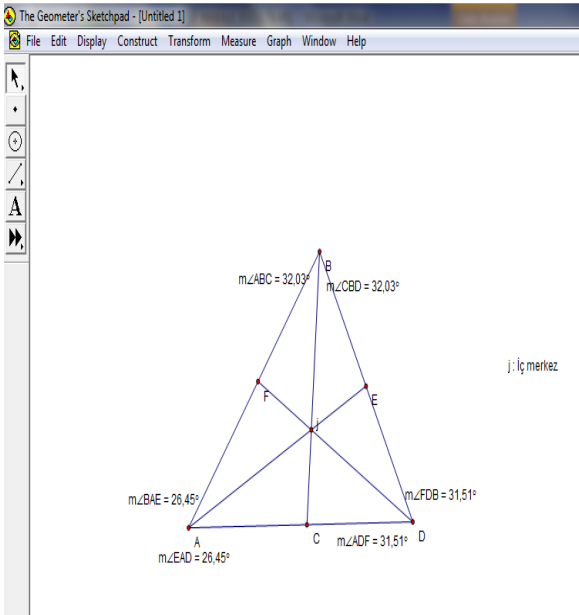 The Geometer's Sketchpad - [Untitled 1]
File Edit Display Construct Transform Measure Graph Window Help
A
B
m∠ABC = 32,03°
m∠CBD = 32,03°
j : İç merkez
F
E
j
m∠BAE = 26,45°
m∠FDB = 31,51°
A
C
m∠ADF = 31,51°
D
m∠EAD = 26,45°